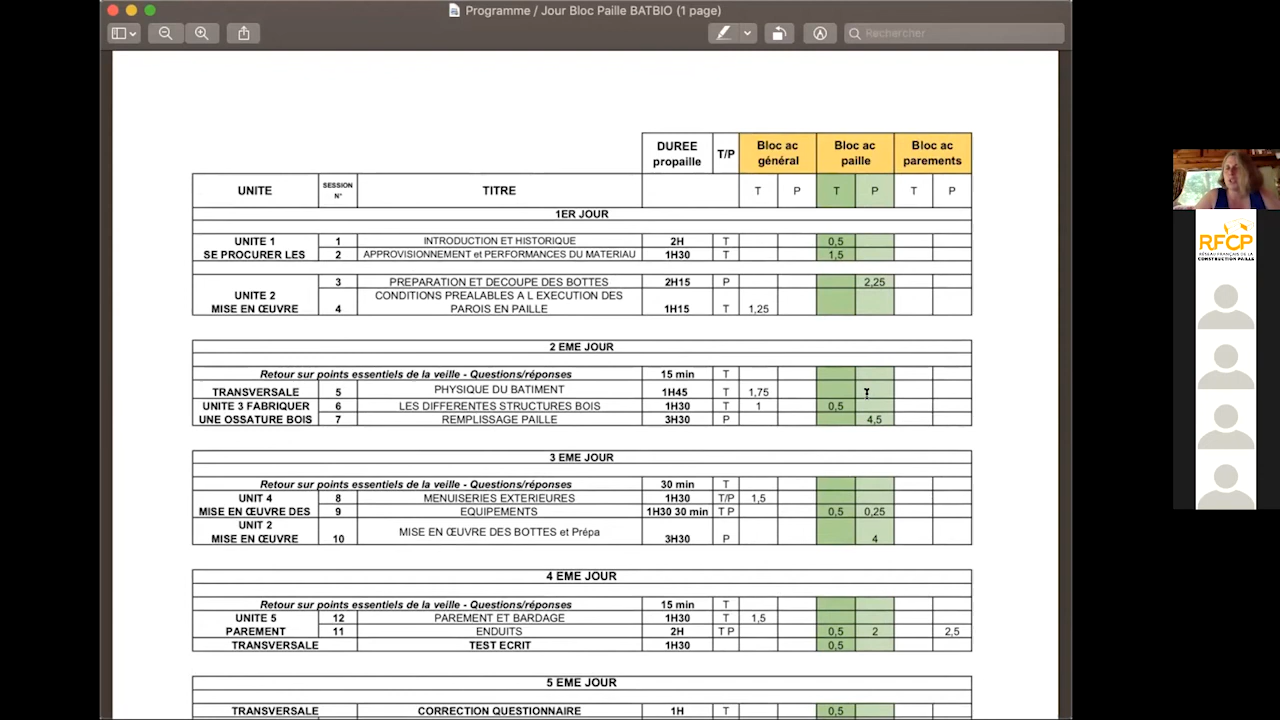 Programme / Jour Bloc Paille BATBIO (1 page)
Rechercher
DUREE propaille T/P Bloc ac général Bloc ac paille Bloc ac parements
UNITE SESSION N° TITRE T P T P T P
1ER JOUR
UNITE 1 1 INTRODUCTION ET HISTORIQUE 2H T 0,5
SE PROCURER LES 2 APPROVISIONNEMENT et PERFORMANCES DU MATERIAU 1H30 T 1,5
3 PREPARATION ET DECOUPE DES BOTTES 2H15 P 2,25
UNITE 2
MISE EN ŒUVRE 4 CONDITIONS PREALABLES A L EXECUTION DES PAROIS EN PAILLE 1H15 T 1,25
2 EME JOUR
Retour sur points essentiels de la veille - Questions/réponses 15 min T
TRANSVERSALE 5 PHYSIQUE DU BATIMENT 1H45 T 1,75
UNITE 3 FABRIQUER 6 LES DIFFERENTES STRUCTURES BOIS 1H30 T 1 0,5
UNE OSSATURE BOIS 7 REMPLISSAGE PAILLE 3H30 P 4,5
3 EME JOUR
Retour sur points essentiels de la veille - Questions/réponses 30 min T
UNIT 4 8 MENUISERIES EXTERIEURES 1H30 T/P 1,5
MISE EN ŒUVRE DES 9 EQUIPEMENTS 1H30 30 min T P 0,5 0,25
UNIT 2
MISE EN ŒUVRE 10 MISE EN ŒUVRE DES BOTTES et Prépa 3H30 P 4
4 EME JOUR
Retour sur points essentiels de la veille - Questions/réponses 15 min T
UNITE 5 12 PAREMENT ET BARDAGE 1H30 T 1,5
PAREMENT 11 ENDUITS 2H T P 0,5 2 2,5
TRANSVERSALE TEST ECRIT 1H30 0,5
5 EME JOUR
TRANSVERSALE CORRECTION QUESTIONNAIRE 1H T 0,5
RFCP
RÉSEAU FRANÇAIS DE LA
CONSTRUCTION PAILLE